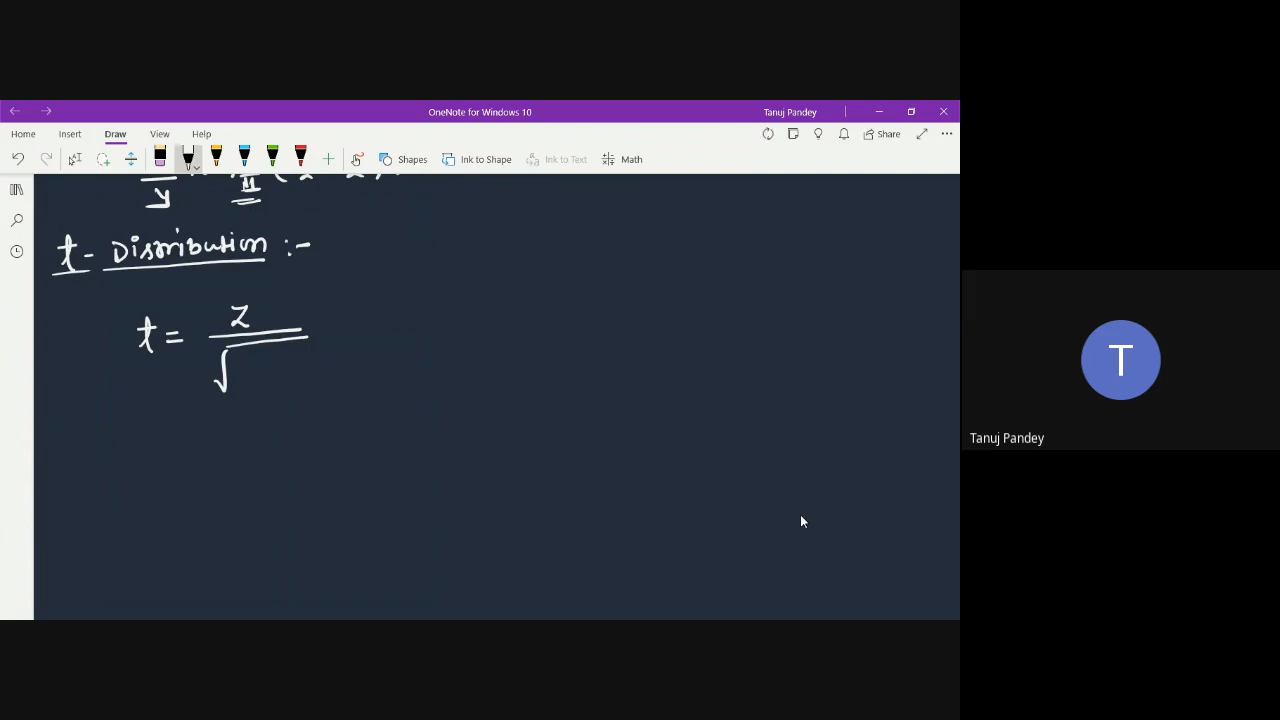 OneNote for Windows 10
Tanuj Pandey
Home Insert Draw View Help
Share
Shapes Ink to Shape Ink to Text Math
y
t - Distribution :-
t = z
√
T
Tanuj Pandey